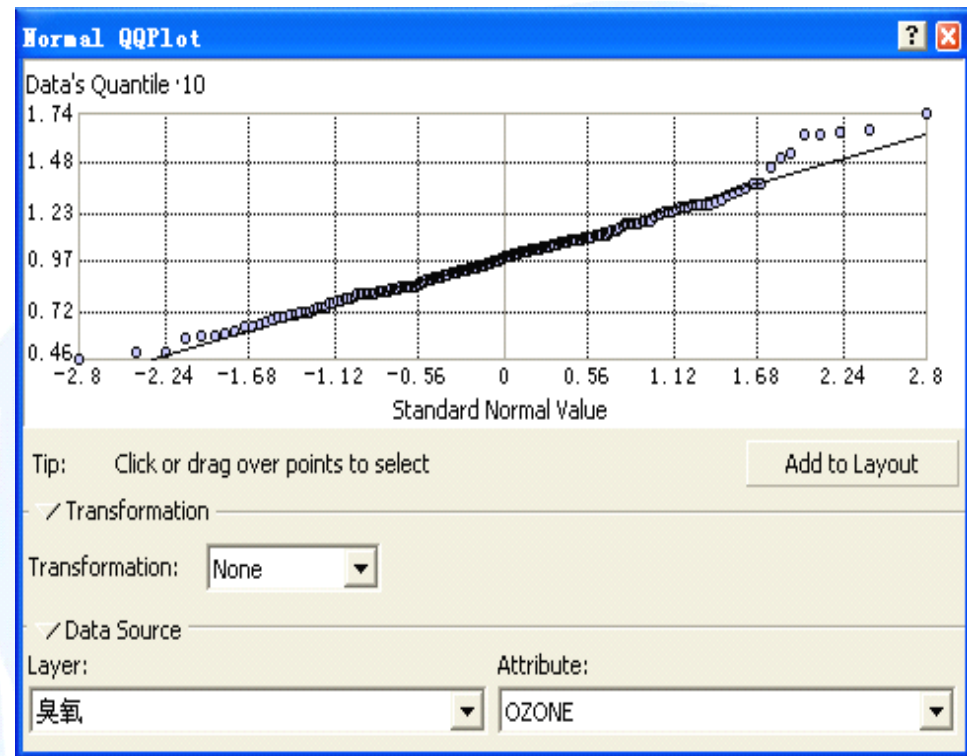 Normal QQPlot
Data's Quantile ·10
1.74
1.48
1.23
0.97
0.72
0.46
-2.8 -2.24 -1.68 -1.12 -0.56 0 0.56 1.12 1.68 2.24 2.8
Standard Normal Value
Tip: Click or drag over points to select Add to Layout
Transformation
Transformation: None
Data Source
Layer: Attribute:
臭氧 OZONE